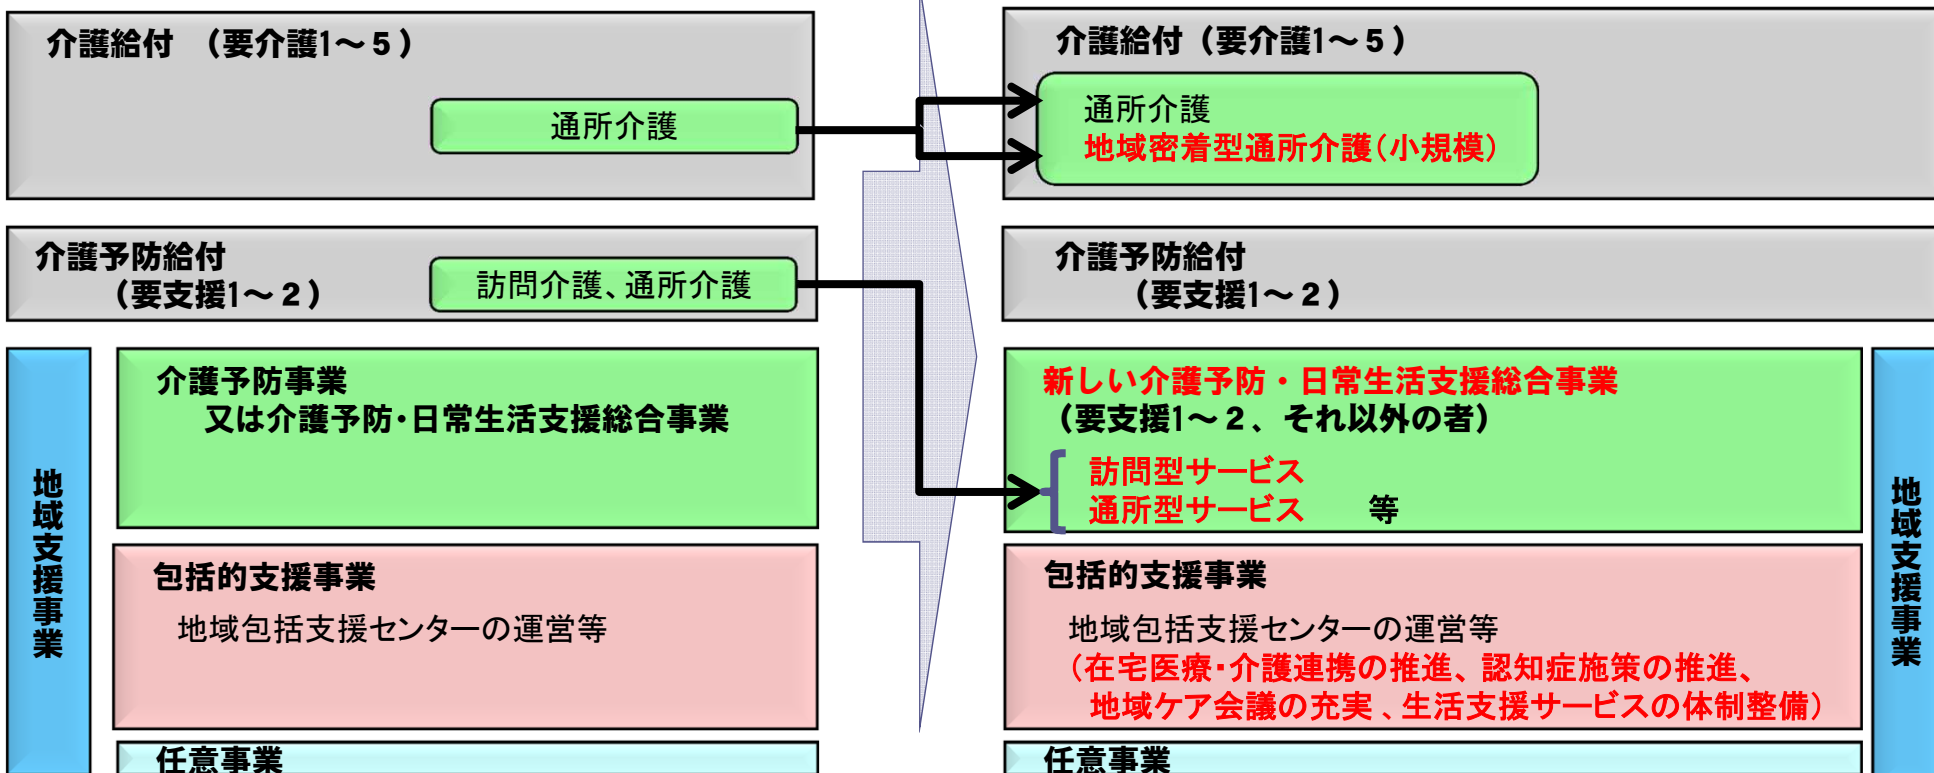 介護給付 （要介護1～５）
通所介護
介護予防給付
（要支援1～２）
訪問介護、通所介護
地域支援事業
介護予防事業
又は介護予防・日常生活支援総合事業
包括的支援事業
地域包括支援センターの運営等
任意事業
介護給付（要介護1～５）
通所介護
地域密着型通所介護（小規模）
介護予防給付
（要支援1～２）
新しい介護予防・日常生活支援総合事業
（要支援1～２、それ以外の者）
訪問型サービス
通所型サービス 等
包括的支援事業
地域包括支援センターの運営等
（在宅医療・介護連携の推進、認知症施策の推進、
地域ケア会議の充実、生活支援サービスの体制整備）
任意事業
地域支援事業